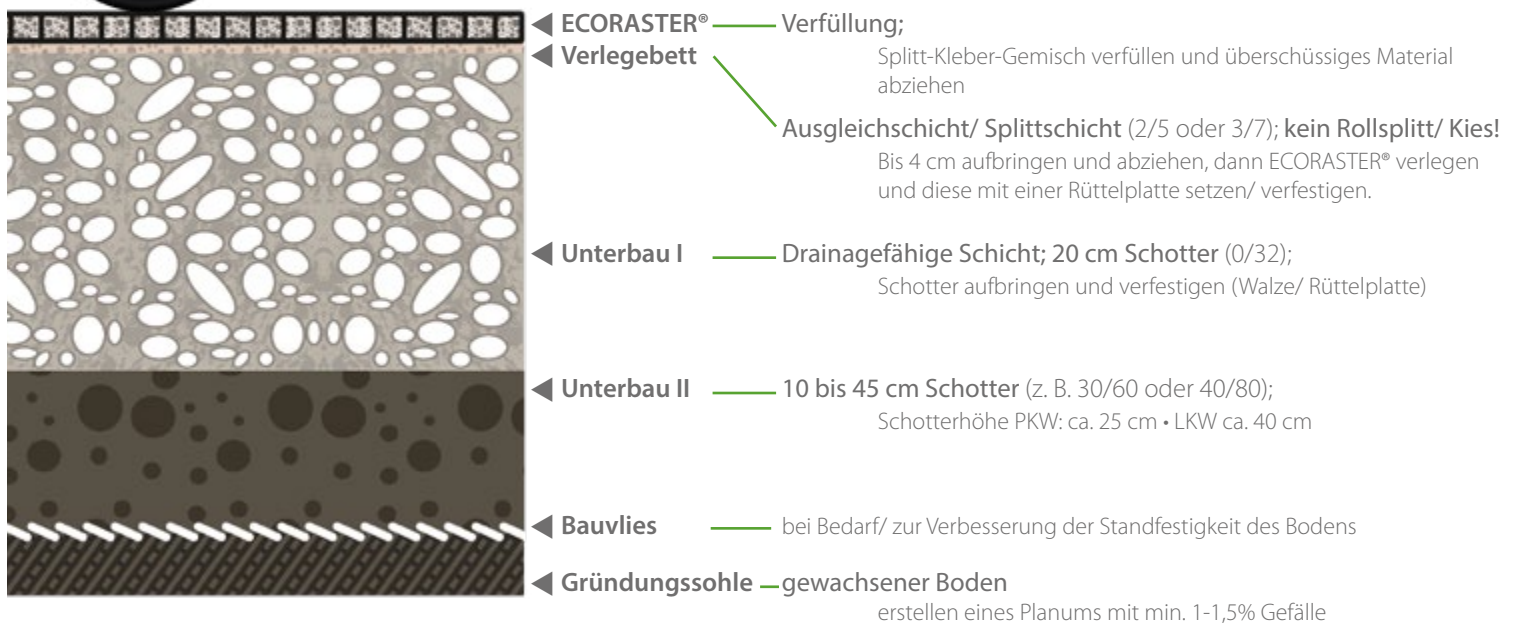 ECORASTER® Verfüllung;
Splitt-Kleber-Gemisch verfüllen und überschüssiges Material
abziehen
Verlegebett
Ausgleichschicht/ Splittschicht (2/5 oder 3/7); kein Rollsplitt/ Kies!
Bis 4 cm aufbringen und abziehen, dann ECORASTER® verlegen
und diese mit einer Rüttelplatte setzen/ verfestigen.
Unterbau I Drainagefähige Schicht; 20 cm Schotter (0/32);
Schotter aufbringen und verfestigen (Walze/ Rüttelplatte)
Unterbau II 10 bis 45 cm Schotter (z. B. 30/60 oder 40/80);
Schotterhöhe PKW: ca. 25 cm • LKW ca. 40 cm
Bauvlies bei Bedarf/ zur Verbesserung der Standfestigkeit des Bodens
Gründungssohle gewachsener Boden
erstellen eines Planums mit min. 1-1,5% Gefälle